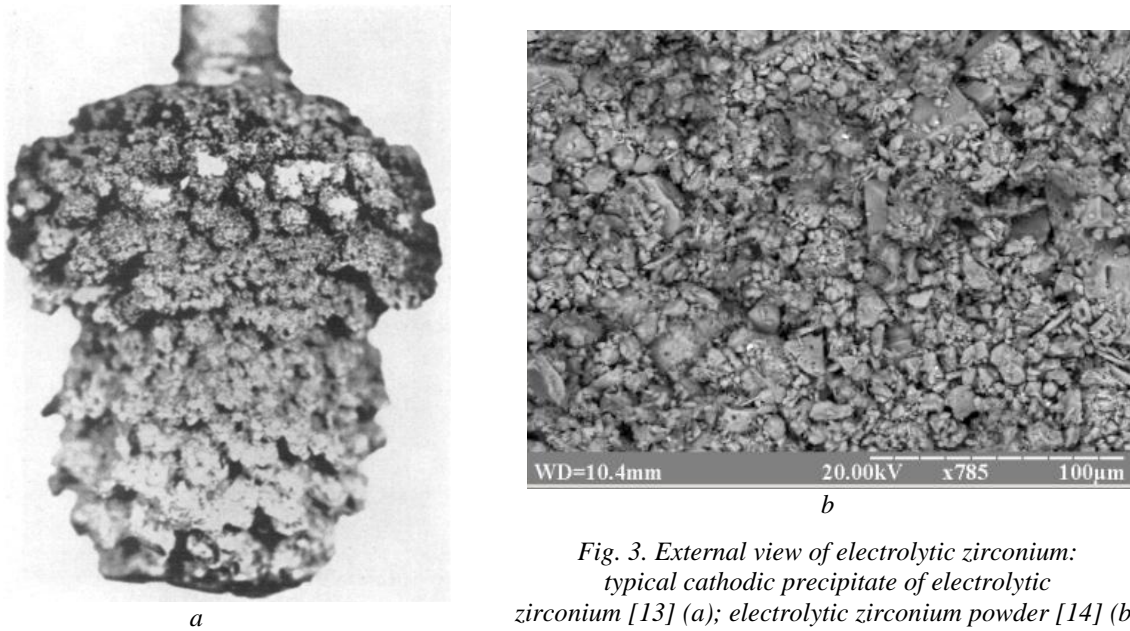 WD=10.4mm 20.00kV x785 100µm
a
b
Fig. 3. External view of electrolytic zirconium:
typical cathodic precipitate of electrolytic
zirconium [13] (a); electrolytic zirconium powder [14] (b